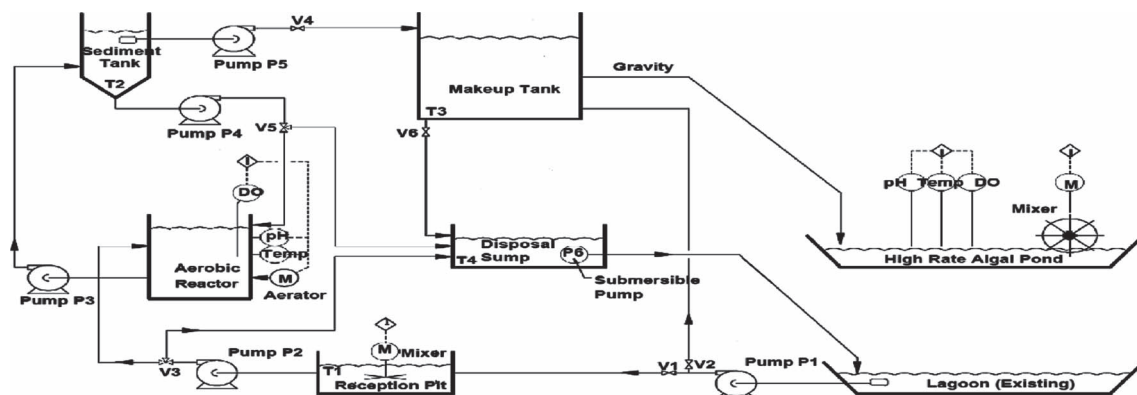 V4
Sediment
Tank
T2
Pump P5
Gravity
Makeup Tank
T3
Pump P4
V5
V6
I
I
I
DO
pH
Temp
DO
M
Mixer
pH
Temp
Disposal
Sump
P6
T4
Aerobic
Reactor
M
Aerator
High Rate Algal Pond
Submersible
Pump
Pump P3
I
Pump P2
M
Mixer
V3
T1
Reception Pit
V1
V2
Pump P1
Lagoon (Existing)